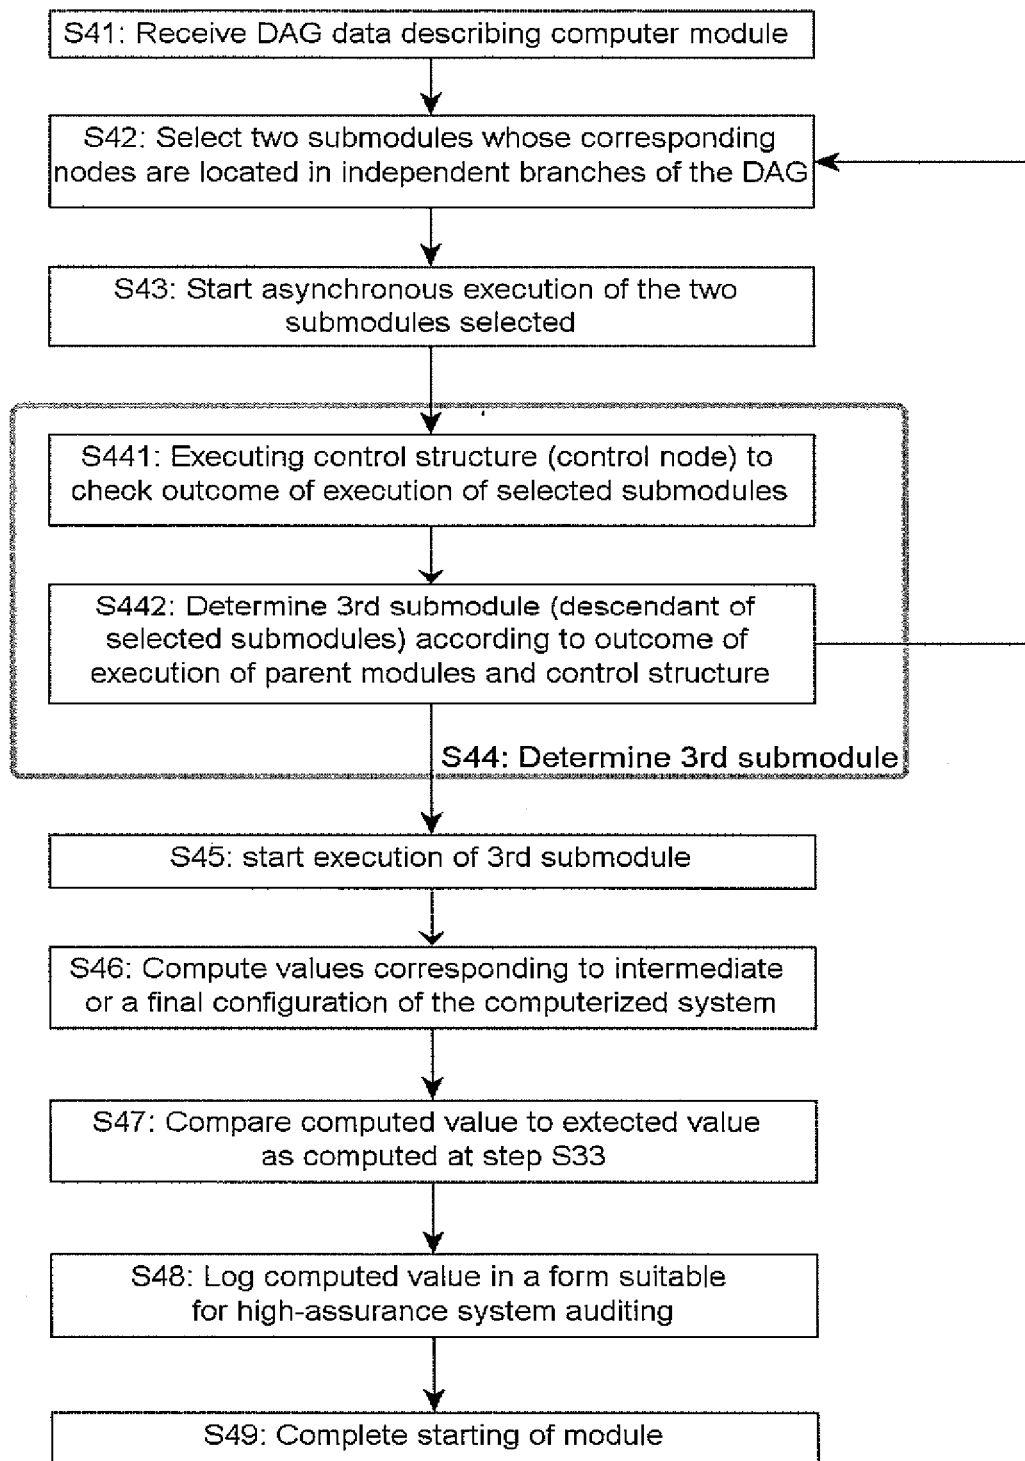 S41: Receive DAG data describing computer module
S42: Select two submodules whose corresponding
nodes are located in independent branches of the DAG
S43: Start asynchronous execution of the two
submodules selected
S441: Executing control structure (control node) to
check outcome of execution of selected submodules
S442: Determine 3rd submodule (descendant of
selected submodules) according to outcome of
execution of parent modules and control structure
S44: Determine 3rd submodule
S45: start execution of 3rd submodule
S46: Compute values corresponding to intermediate
or a final configuration of the computerized system
S47: Compare computed value to extected value
as computed at step S33
S48: Log computed value in a form suitable
for high-assurance system auditing
S49: Complete starting of module